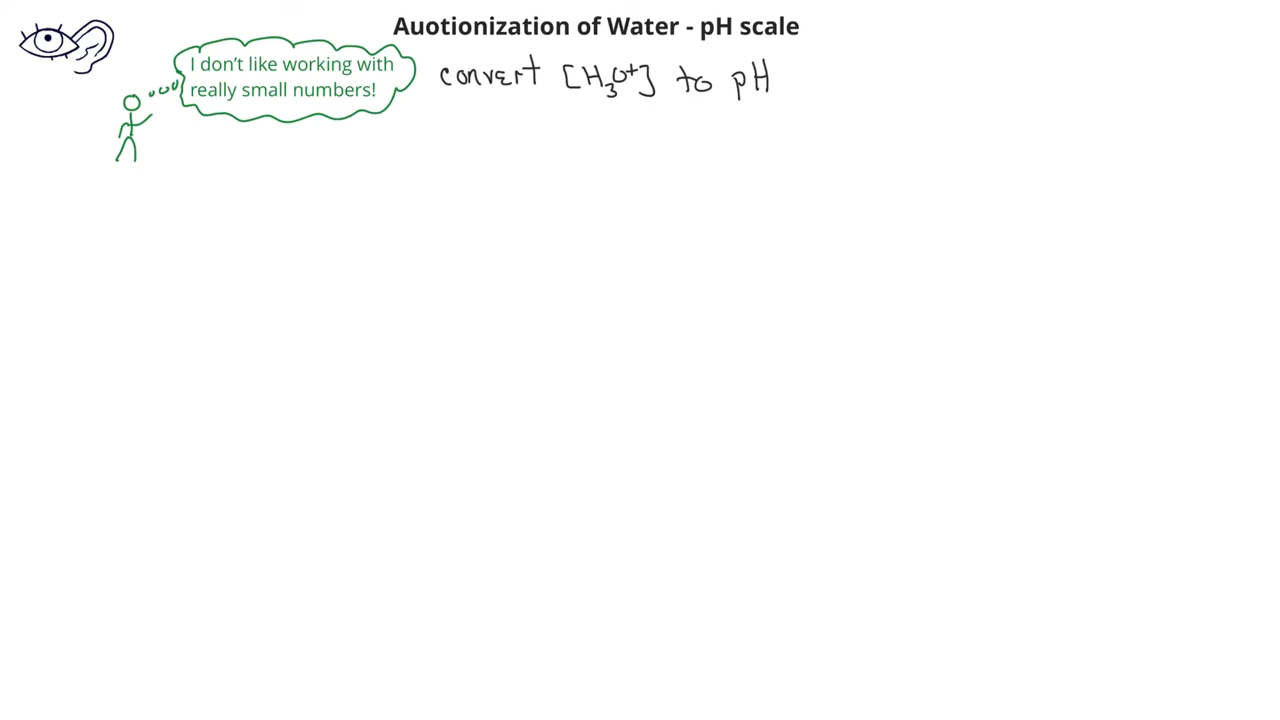 Auotionization of Water - pH scale
I don't like working with
really small numbers!
convert [H₃O⁺] to pH